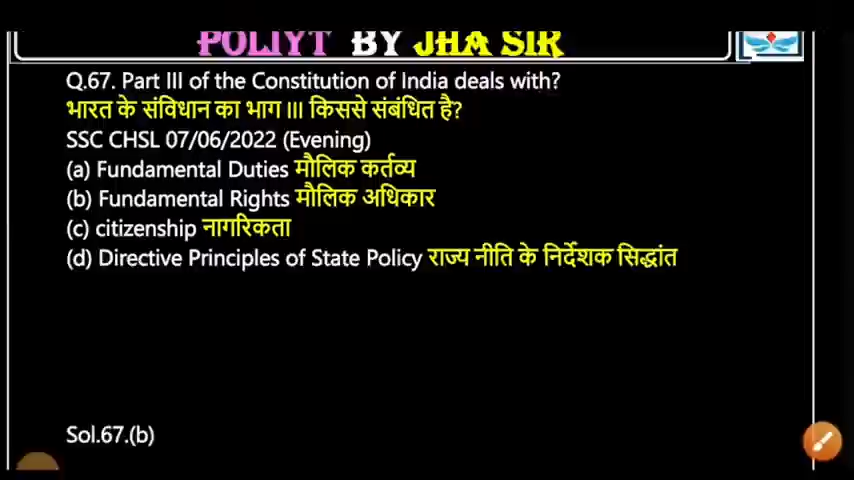 POLIYT BY JHA SIR
Q.67. Part III of the Constitution of India deals with?
भारत के संविधान का भाग III किससे संबंधित है?
SSC CHSL 07/06/2022 (Evening)
(a) Fundamental Duties मौलिक कर्तव्य
(b) Fundamental Rights मौलिक अधिकार
(c) citizenship नागरिकता
(d) Directive Principles of State Policy राज्य नीति के निर्देशक सिद्धांत
Sol.67.(b)